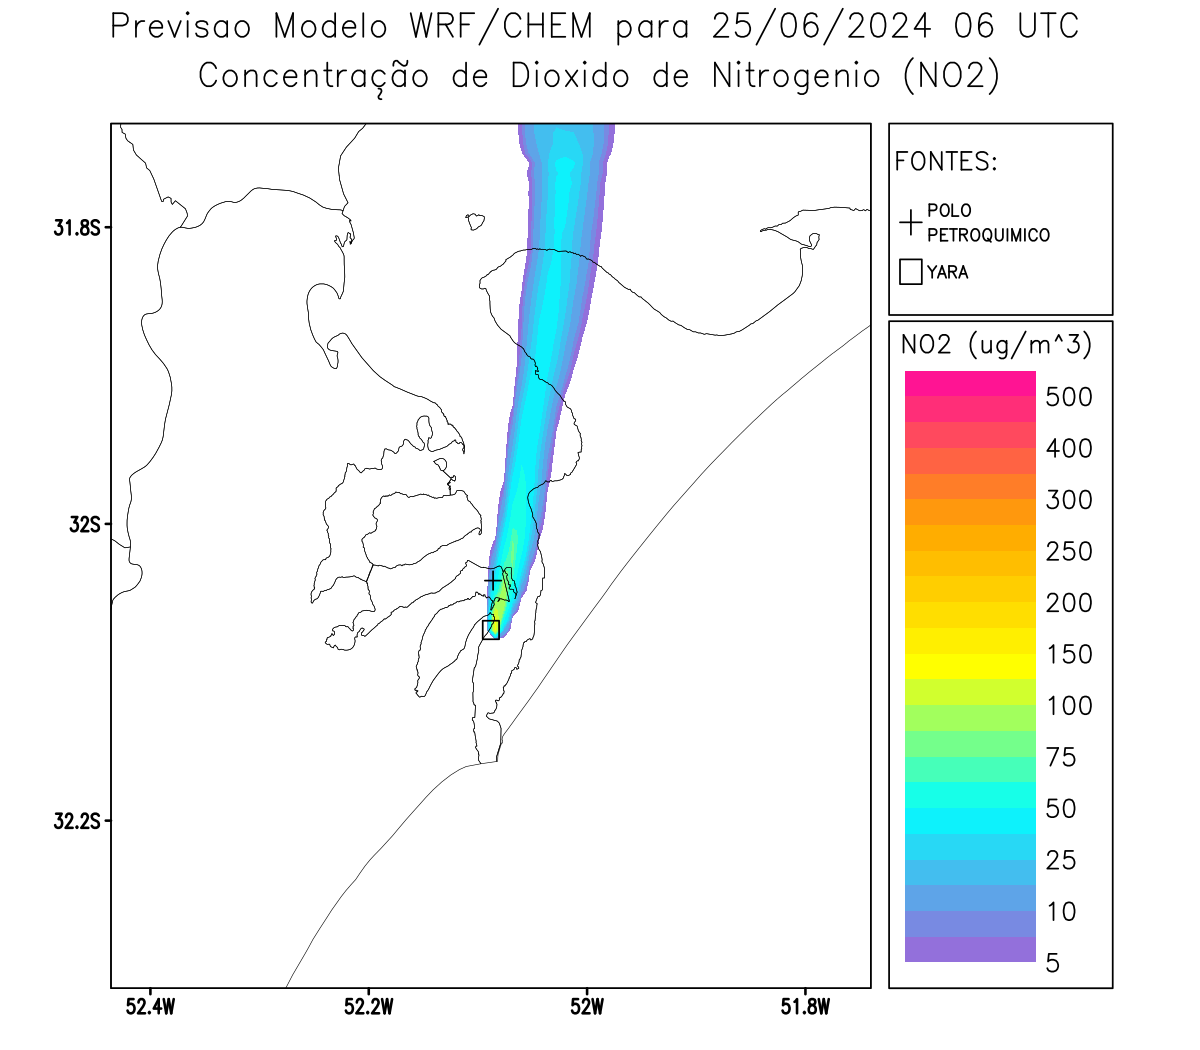 Previsao Modelo WRF/CHEM para 25/06/2024 06 UTC
Concentração de Dioxido de Nitrogenio (NO2)
FONTES:
POLO
PETROQUIMICO
YARA
31.8S
32S
32.2S
52.4W
52.2W
52W
51.8W
NO2 (ug/m^3)
500
400
300
250
200
150
100
75
50
25
10
5